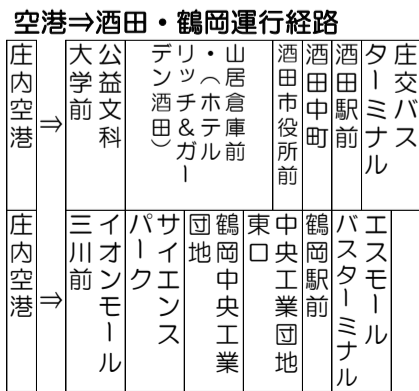 空港⇒酒田・鶴岡運行経路
庄内空港
⇒
公益文科
大学前
山居倉庫前
・(ホテル
リッチ&ガー
デン酒田)
酒田市役所前
酒田中町
酒田駅前
庄交バス
ターミナル
庄内空港
⇒
イオンモール
三川前
サイエンス
パーク
鶴岡中央工業
団地
中央工業団地
東口
鶴岡駅前
エスモール
バスターミナル